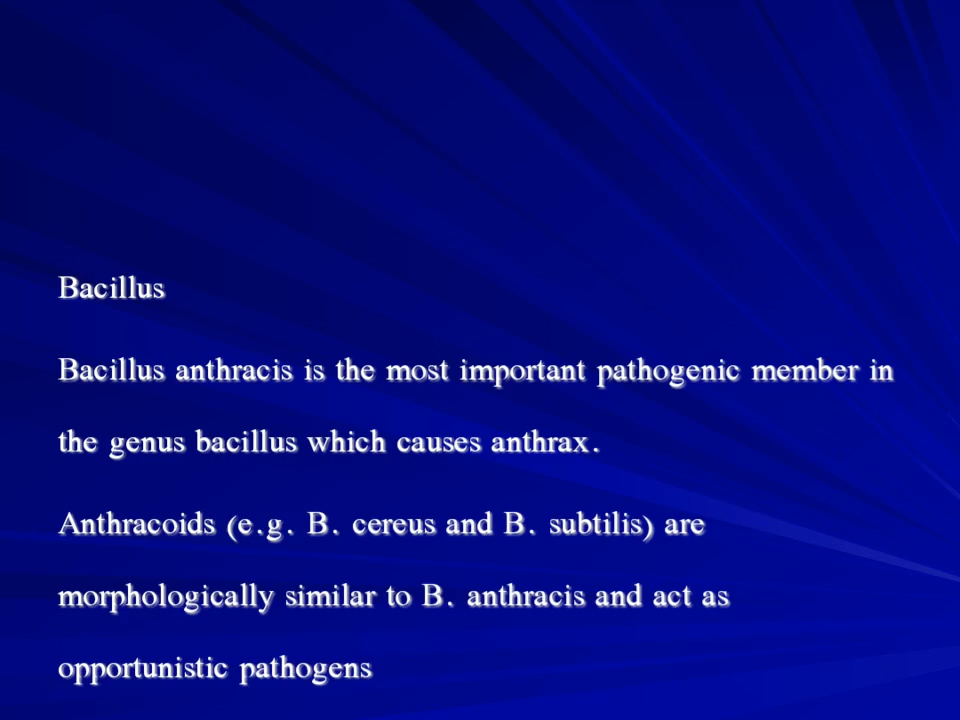 Bacillus
Bacillus anthracis is the most important pathogenic member in
the genus bacillus which causes anthrax.
Anthracoids (e.g. B. cereus and B. subtilis) are
morphologically similar to B. anthracis and act as
opportunistic pathogens